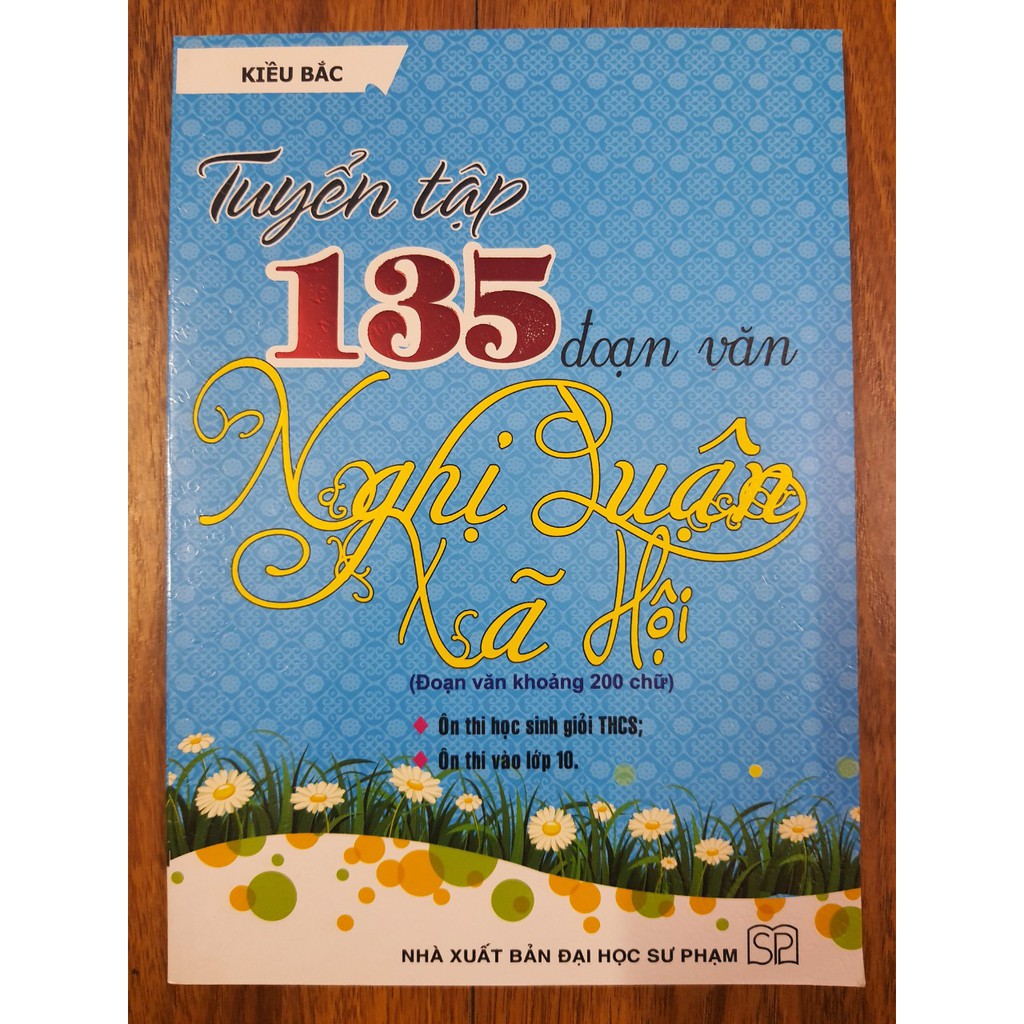 KIỀU BẮC
Tuyển tập
135 đoạn văn
Nghị Luận
Xã Hội
(Đoạn văn khoảng 200 chữ)
Ôn thi học sinh giỏi THCS;
Ôn thi vào lớp 10.
NHÀ XUẤT BẢN ĐẠI HỌC SƯ PHẠM SP